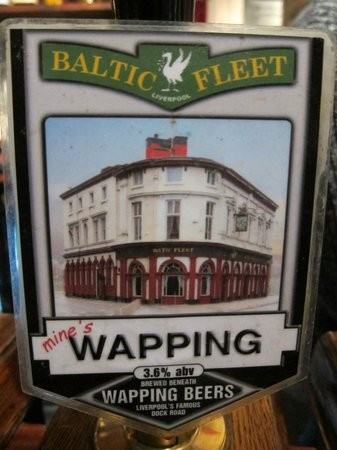 BALTIC FLEET
LIVERPOOL
BALTIC FLEET
mine's
WAPPING
3.6% abv
BREWED BENEATH
WAPPING BEERS
LIVERPOOL'S FAMOUS
DOCK ROAD